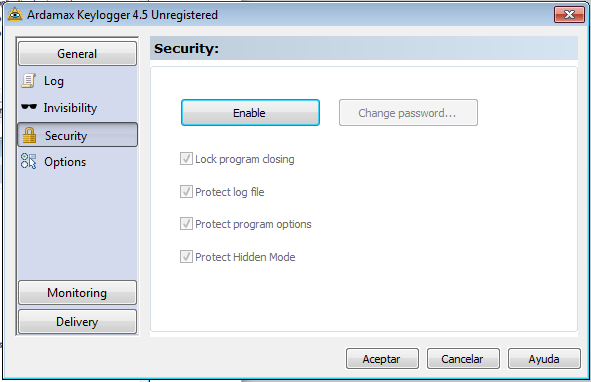 Ardamax Keylogger 4.5 Unregistered
General
Log
Invisibility
Security
Options
Monitoring
Delivery
Security:
Enable
Change password...
Lock program closing
Protect log file
Protect program options
Protect Hidden Mode
Aceptar
Cancelar
Ayuda